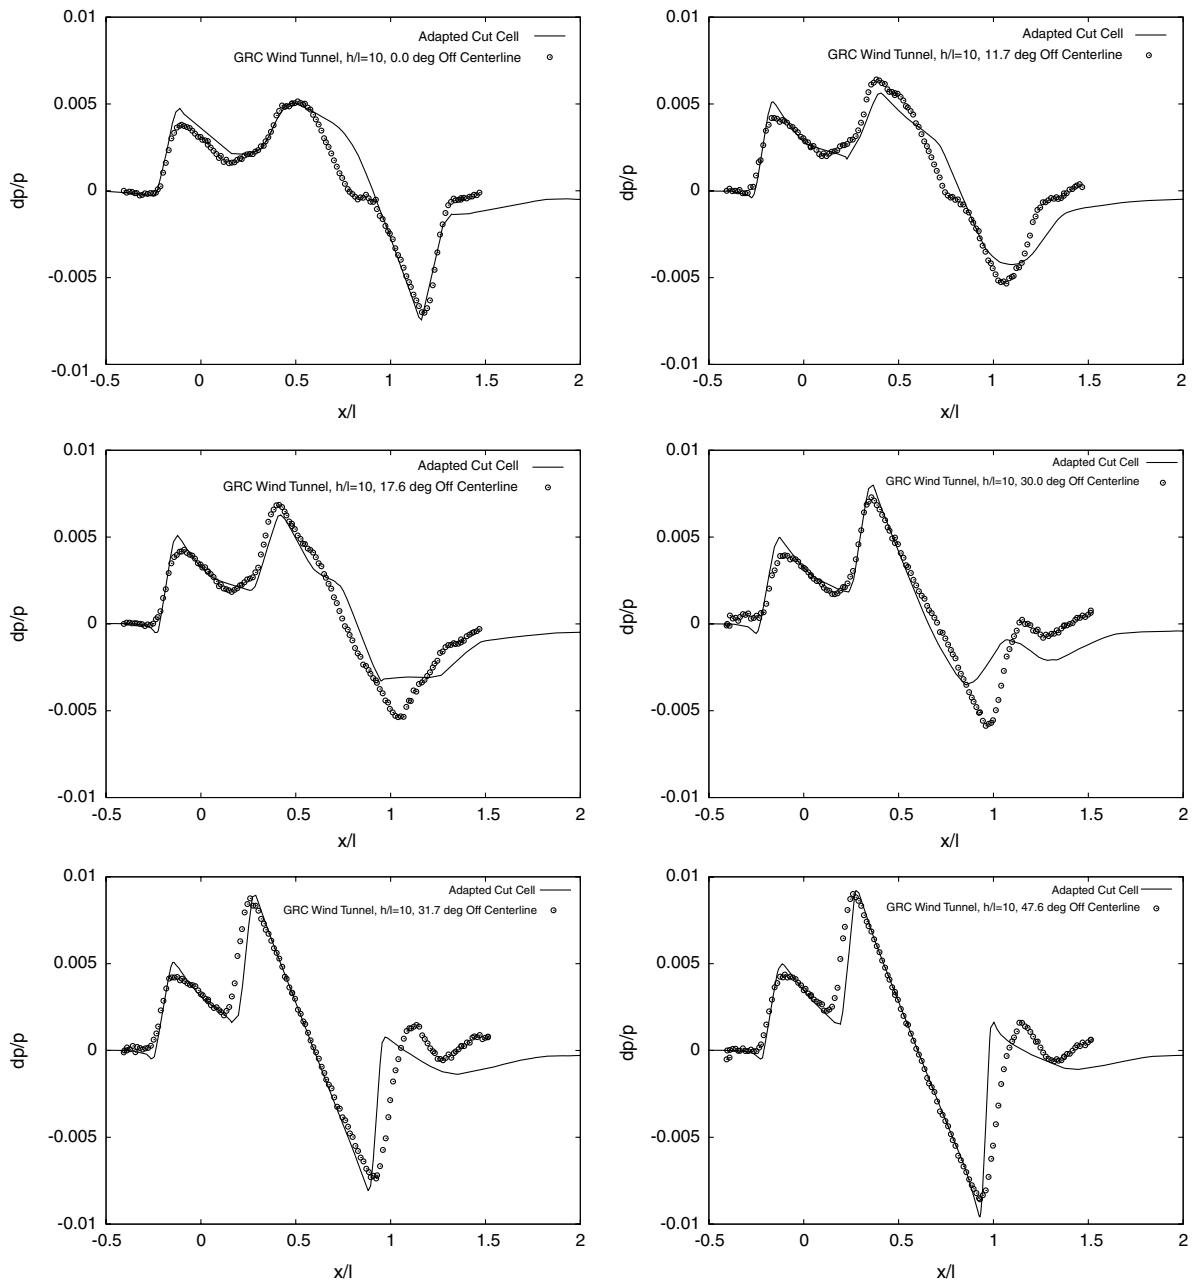 0.01
Adapted Cut Cell
GRC Wind Tunnel, h/l=10, 0.0 deg Off Centerline
0.005
dp/p
0
-0.005
-0.01
-0.5 0 0.5 1 1.5 2
x/l
0.01
Adapted Cut Cell
GRC Wind Tunnel, h/l=10, 11.7 deg Off Centerline
0.005
dp/p
0
-0.005
-0.01
-0.5 0 0.5 1 1.5 2
x/l
0.01
Adapted Cut Cell
GRC Wind Tunnel, h/l=10, 17.6 deg Off Centerline
0.005
dp/p
0
-0.005
-0.01
-0.5 0 0.5 1 1.5 2
x/l
0.01
Adapted Cut Cell
GRC Wind Tunnel, h/l=10, 30.0 deg Off Centerline
0.005
dp/p
0
-0.005
-0.01
-0.5 0 0.5 1 1.5 2
x/l
0.01
Adapted Cut Cell
GRC Wind Tunnel, h/l=10, 31.7 deg Off Centerline
0.005
dp/p
0
-0.005
-0.01
-0.5 0 0.5 1 1.5 2
x/l
0.01
Adapted Cut Cell
GRC Wind Tunnel, h/l=10, 47.6 deg Off Centerline
0.005
dp/p
0
-0.005
-0.01
-0.5 0 0.5 1 1.5 2
x/l